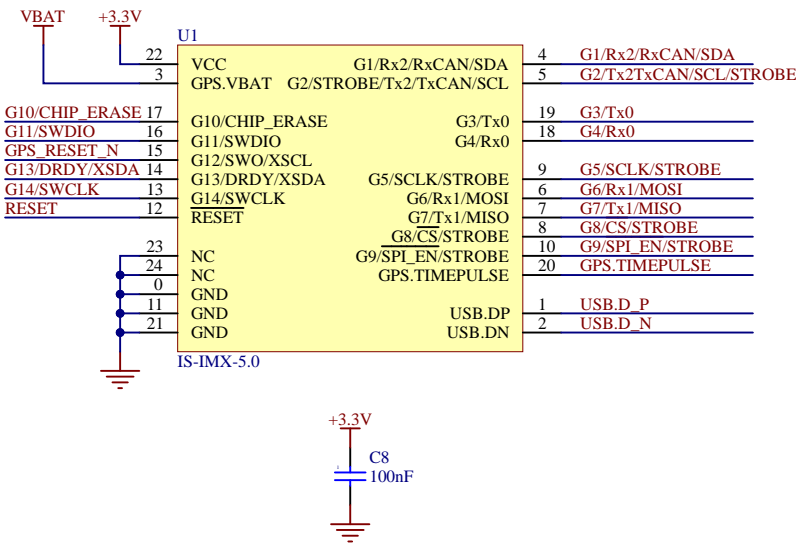 VBAT +3.3V
U1
22 VCC G1/Rx2/RxCAN/SDA 4 G1/Rx2/RxCAN/SDA
3 GPS.VBAT G2/STROBE/Tx2/TxCAN/SCL 5 G2/Tx2TxCAN/SCL/STROBE
G10/CHIP_ERASE 17 G10/CHIP_ERASE G3/Tx0 19 G3/Tx0
G11/SWDIO 16 G11/SWDIO G4/Rx0 18 G4/Rx0
GPS_RESET_N 15 G12/SWO/XSCL
G13/DRDY/XSDA 14 G13/DRDY/XSDA G5/SCLK/STROBE 9 G5/SCLK/STROBE
G14/SWCLK 13 G14/SWCLK G6/Rx1/MOSI 6 G6/Rx1/MOSI
RESET 12 RESET G7/Tx1/MISO 7 G7/Tx1/MISO
G8/CS/STROBE 8 G8/CS/STROBE
23 NC G9/SPI_EN/STROBE 10 G9/SPI_EN/STROBE
24 NC GPS.TIMEPULSE 20 GPS.TIMEPULSE
0 GND
11 GND USB.DP 1 USB.D_P
21 GND USB.DN 2 USB.D_N
IS-IMX-5.0
+3.3V
C8
100nF